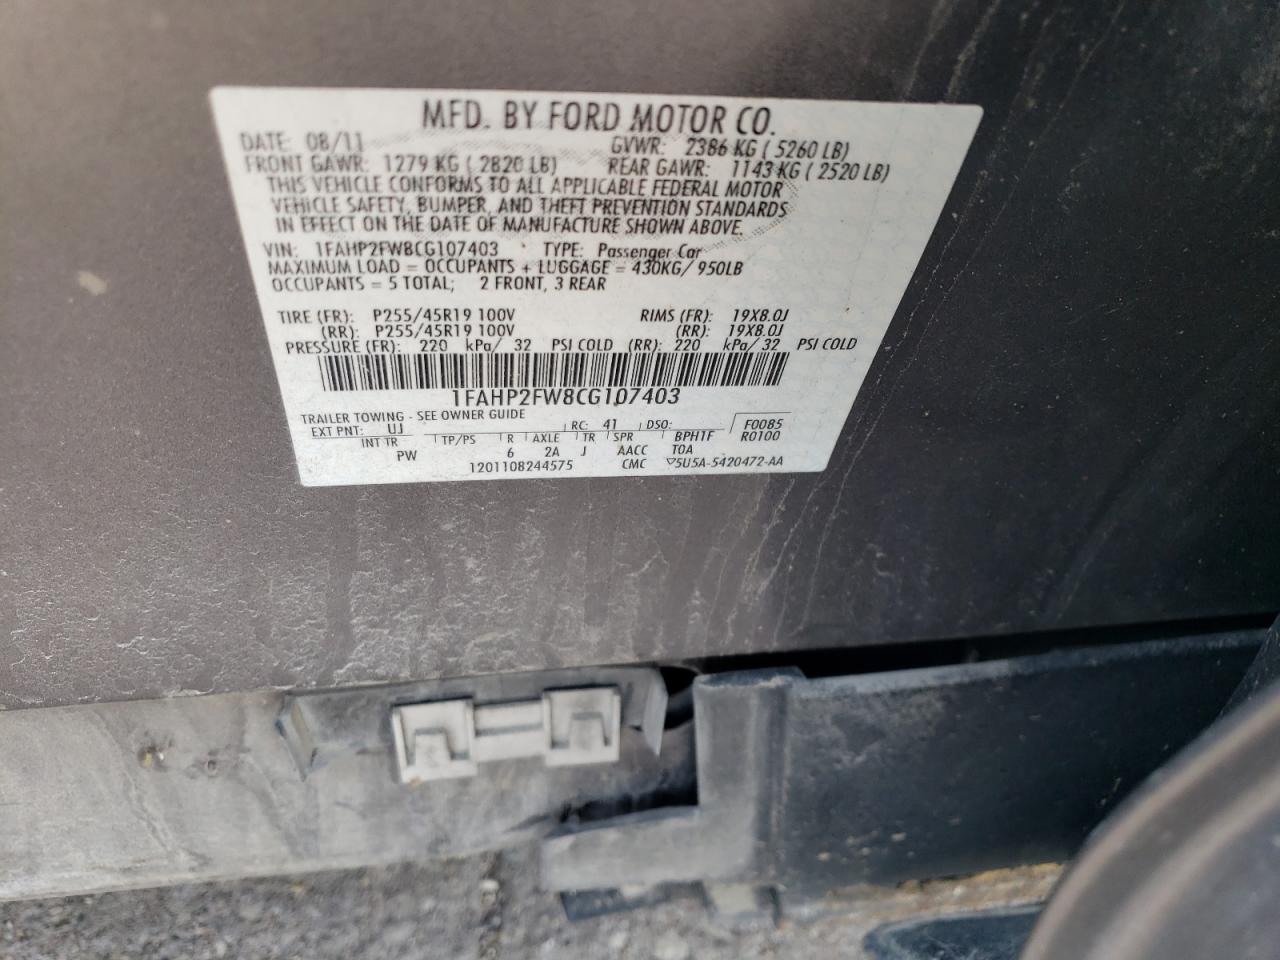 MFD. BY FORD MOTOR CO.
DATE: 08/11 GVWR: 2386 KG ( 5260 LB)
FRONT GAWR: 1279 KG ( 2820 LB) REAR GAWR: 1143 KG ( 2520 LB)
THIS VEHICLE CONFORMS TO ALL APPLICABLE FEDERAL MOTOR
VEHICLE SAFETY, BUMPER, AND THEFT PREVENTION STANDARDS
IN EFFECT ON THE DATE OF MANUFACTURE SHOWN ABOVE.
VIN: 1FAHP2FW8CG107403 TYPE: Passenger Car
MAXIMUM LOAD = OCCUPANTS + LUGGAGE = 430KG/ 950LB
OCCUPANTS = 5 TOTAL; 2 FRONT, 3 REAR
TIRE (FR): P255/45R19 100V RIMS (FR): 19X8.0J
(RR): P255/45R19 100V (RR): 19X8.0J
PRESSURE (FR): 220 kPa/ 32 PSI COLD (RR): 220 kPa/ 32 PSI COLD
1FAHP2FW8CG107403
TRAILER TOWING - SEE OWNER GUIDE
EXT PNT: UJ RC: 41 DSO: F0085
INT TR TP/PS R AXLE TR SPR BPH1F R0100
PW 6 2A J AACC T0A
1201108244575 CMC ▽5U5A-5420472-AA